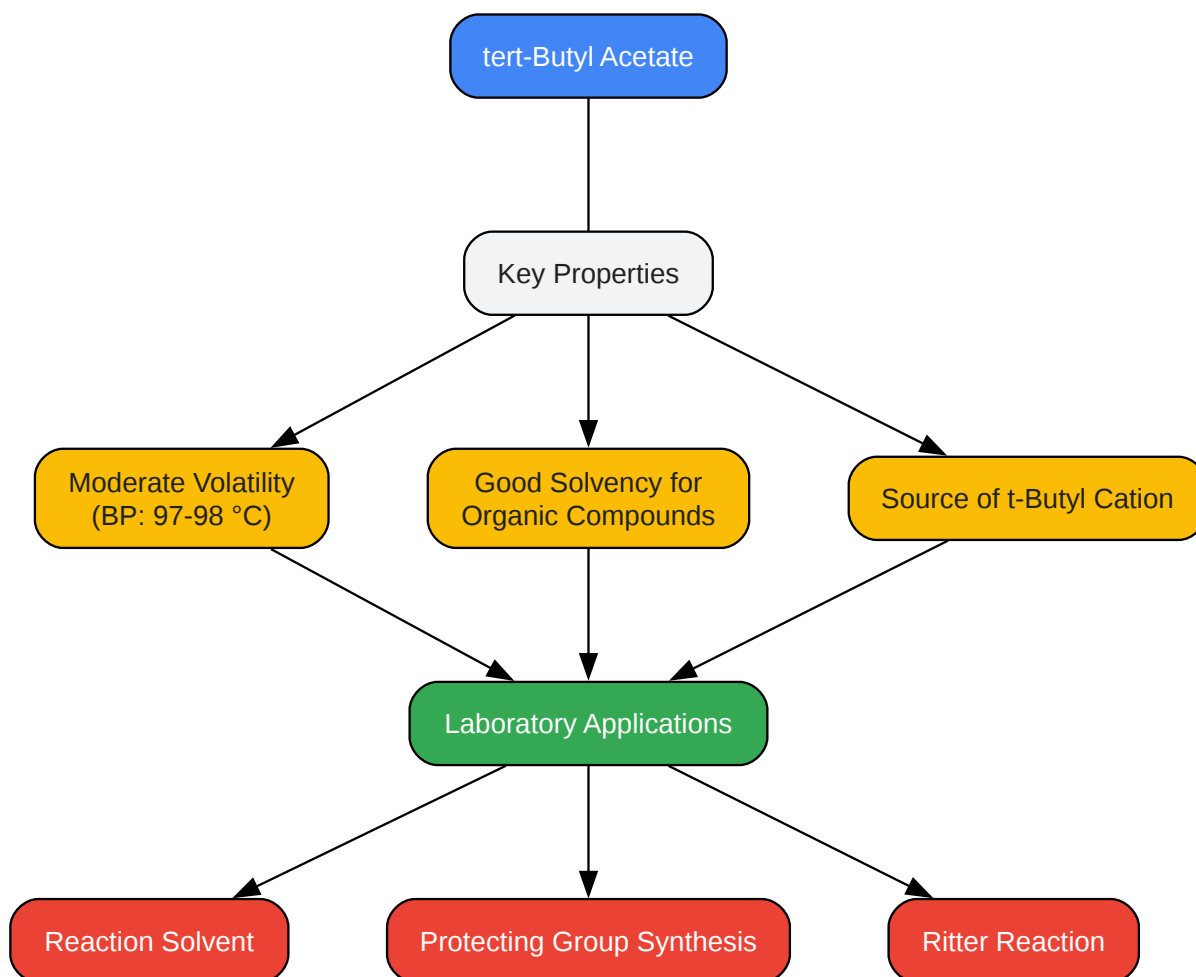 tert-Butyl Acetate
Key Properties
Moderate Volatility
(BP: 97-98 °C)
Good Solvency for
Organic Compounds
Source of t-Butyl Cation
Laboratory Applications
Reaction Solvent
Protecting Group Synthesis
Ritter Reaction